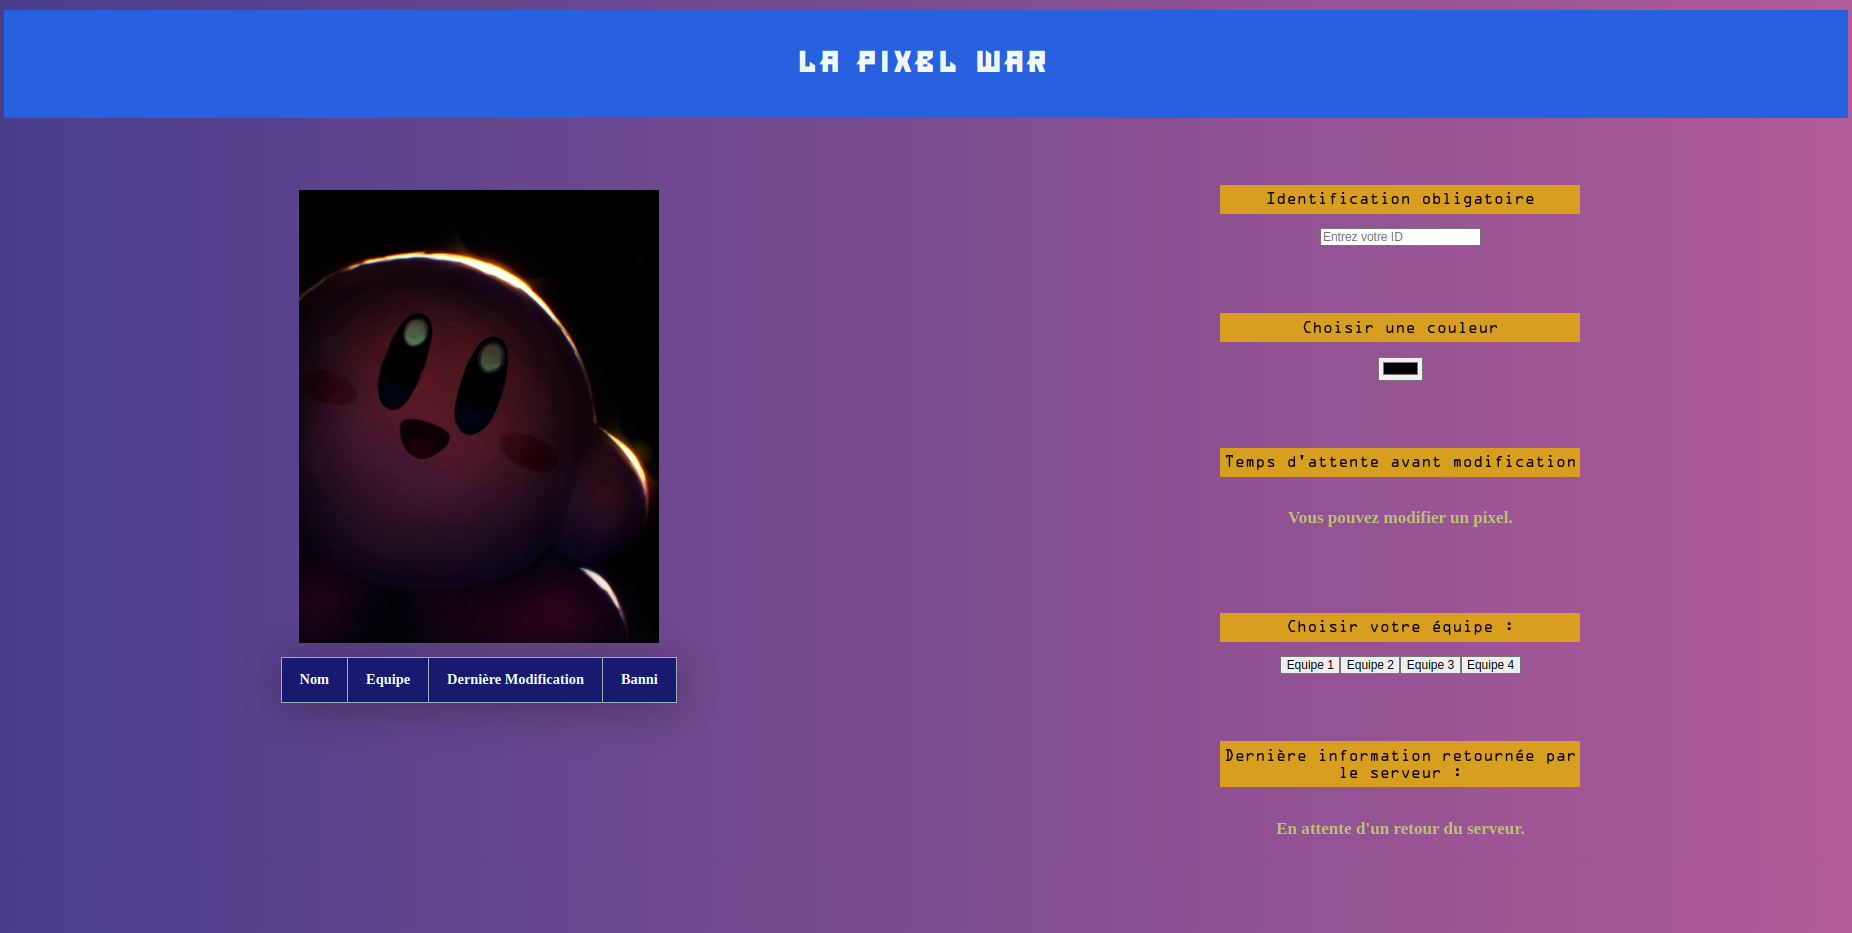 LA PIXEL WAR
Identification obligatoire
Entrez votre ID
Choisir une couleur
Temps d'attente avant modification
Vous pouvez modifier un pixel.
Choisir votre équipe :
Equipe 1 Equipe 2 Equipe 3 Equipe 4
Nom Equipe Dernière Modification Banni
Dernière information retournée par
le serveur :
En attente d'un retour du serveur.